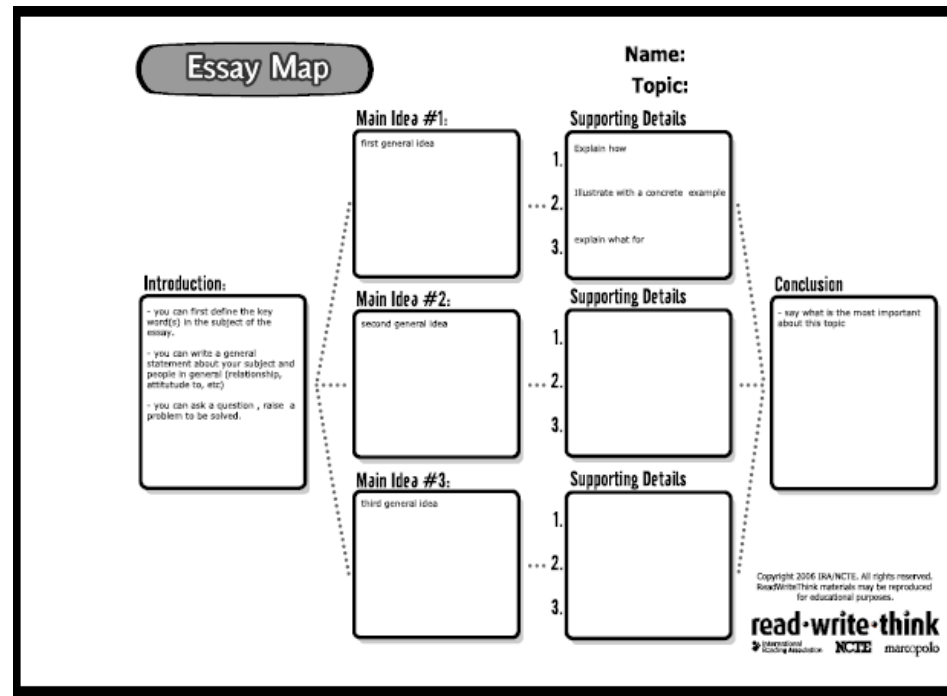 Essay Map
Name:
Topic:
Main Idea #1:
first general idea
Supporting Details
1. Explain how
2. Illustrate with a concrete example
3. explain what for
Introduction:
- you can first define the key
word(s) in the subject of the
essay.
- you can write a general
statement about your subject and
people in general (relationship,
attitutude to, etc)
- you can ask a question , raise a
problem to be solved.
Main Idea #2:
second general idea
Supporting Details
1.
2.
3.
Main Idea #3:
third general idea
Supporting Details
1.
2.
3.
Conclusion
- say what is the most important
about this topic
Copyright 2006 IRA/NCTE. All rights reserved.
ReadWriteThink materials may be reproduced
for educational purposes.
read·write·think
International
Reading Association
NCTE
marcopolo